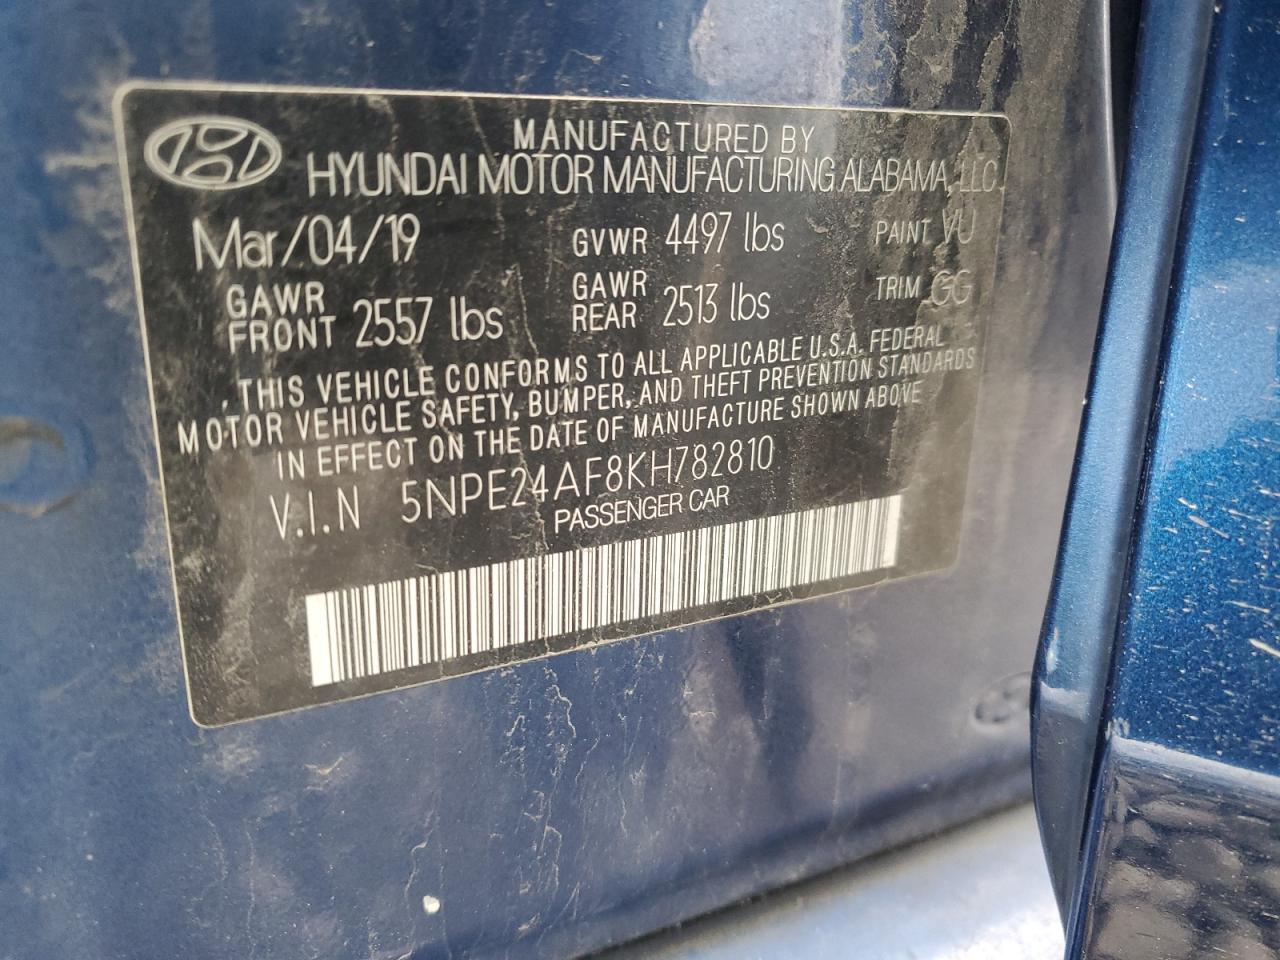 MANUFACTURED BY
HYUNDAI MOTOR MANUFACTURING ALABAMA, LLC
Mar/04/19 GVWR 4497 lbs PAINT VU
GAWR FRONT 2557 lbs GAWR REAR 2513 lbs TRIM GG
THIS VEHICLE CONFORMS TO ALL APPLICABLE U.S.A. FEDERAL
MOTOR VEHICLE SAFETY, BUMPER, AND THEFT PREVENTION STANDARDS
IN EFFECT ON THE DATE OF MANUFACTURE SHOWN ABOVE
V.I.N 5NPE24AF8KH782810
PASSENGER CAR